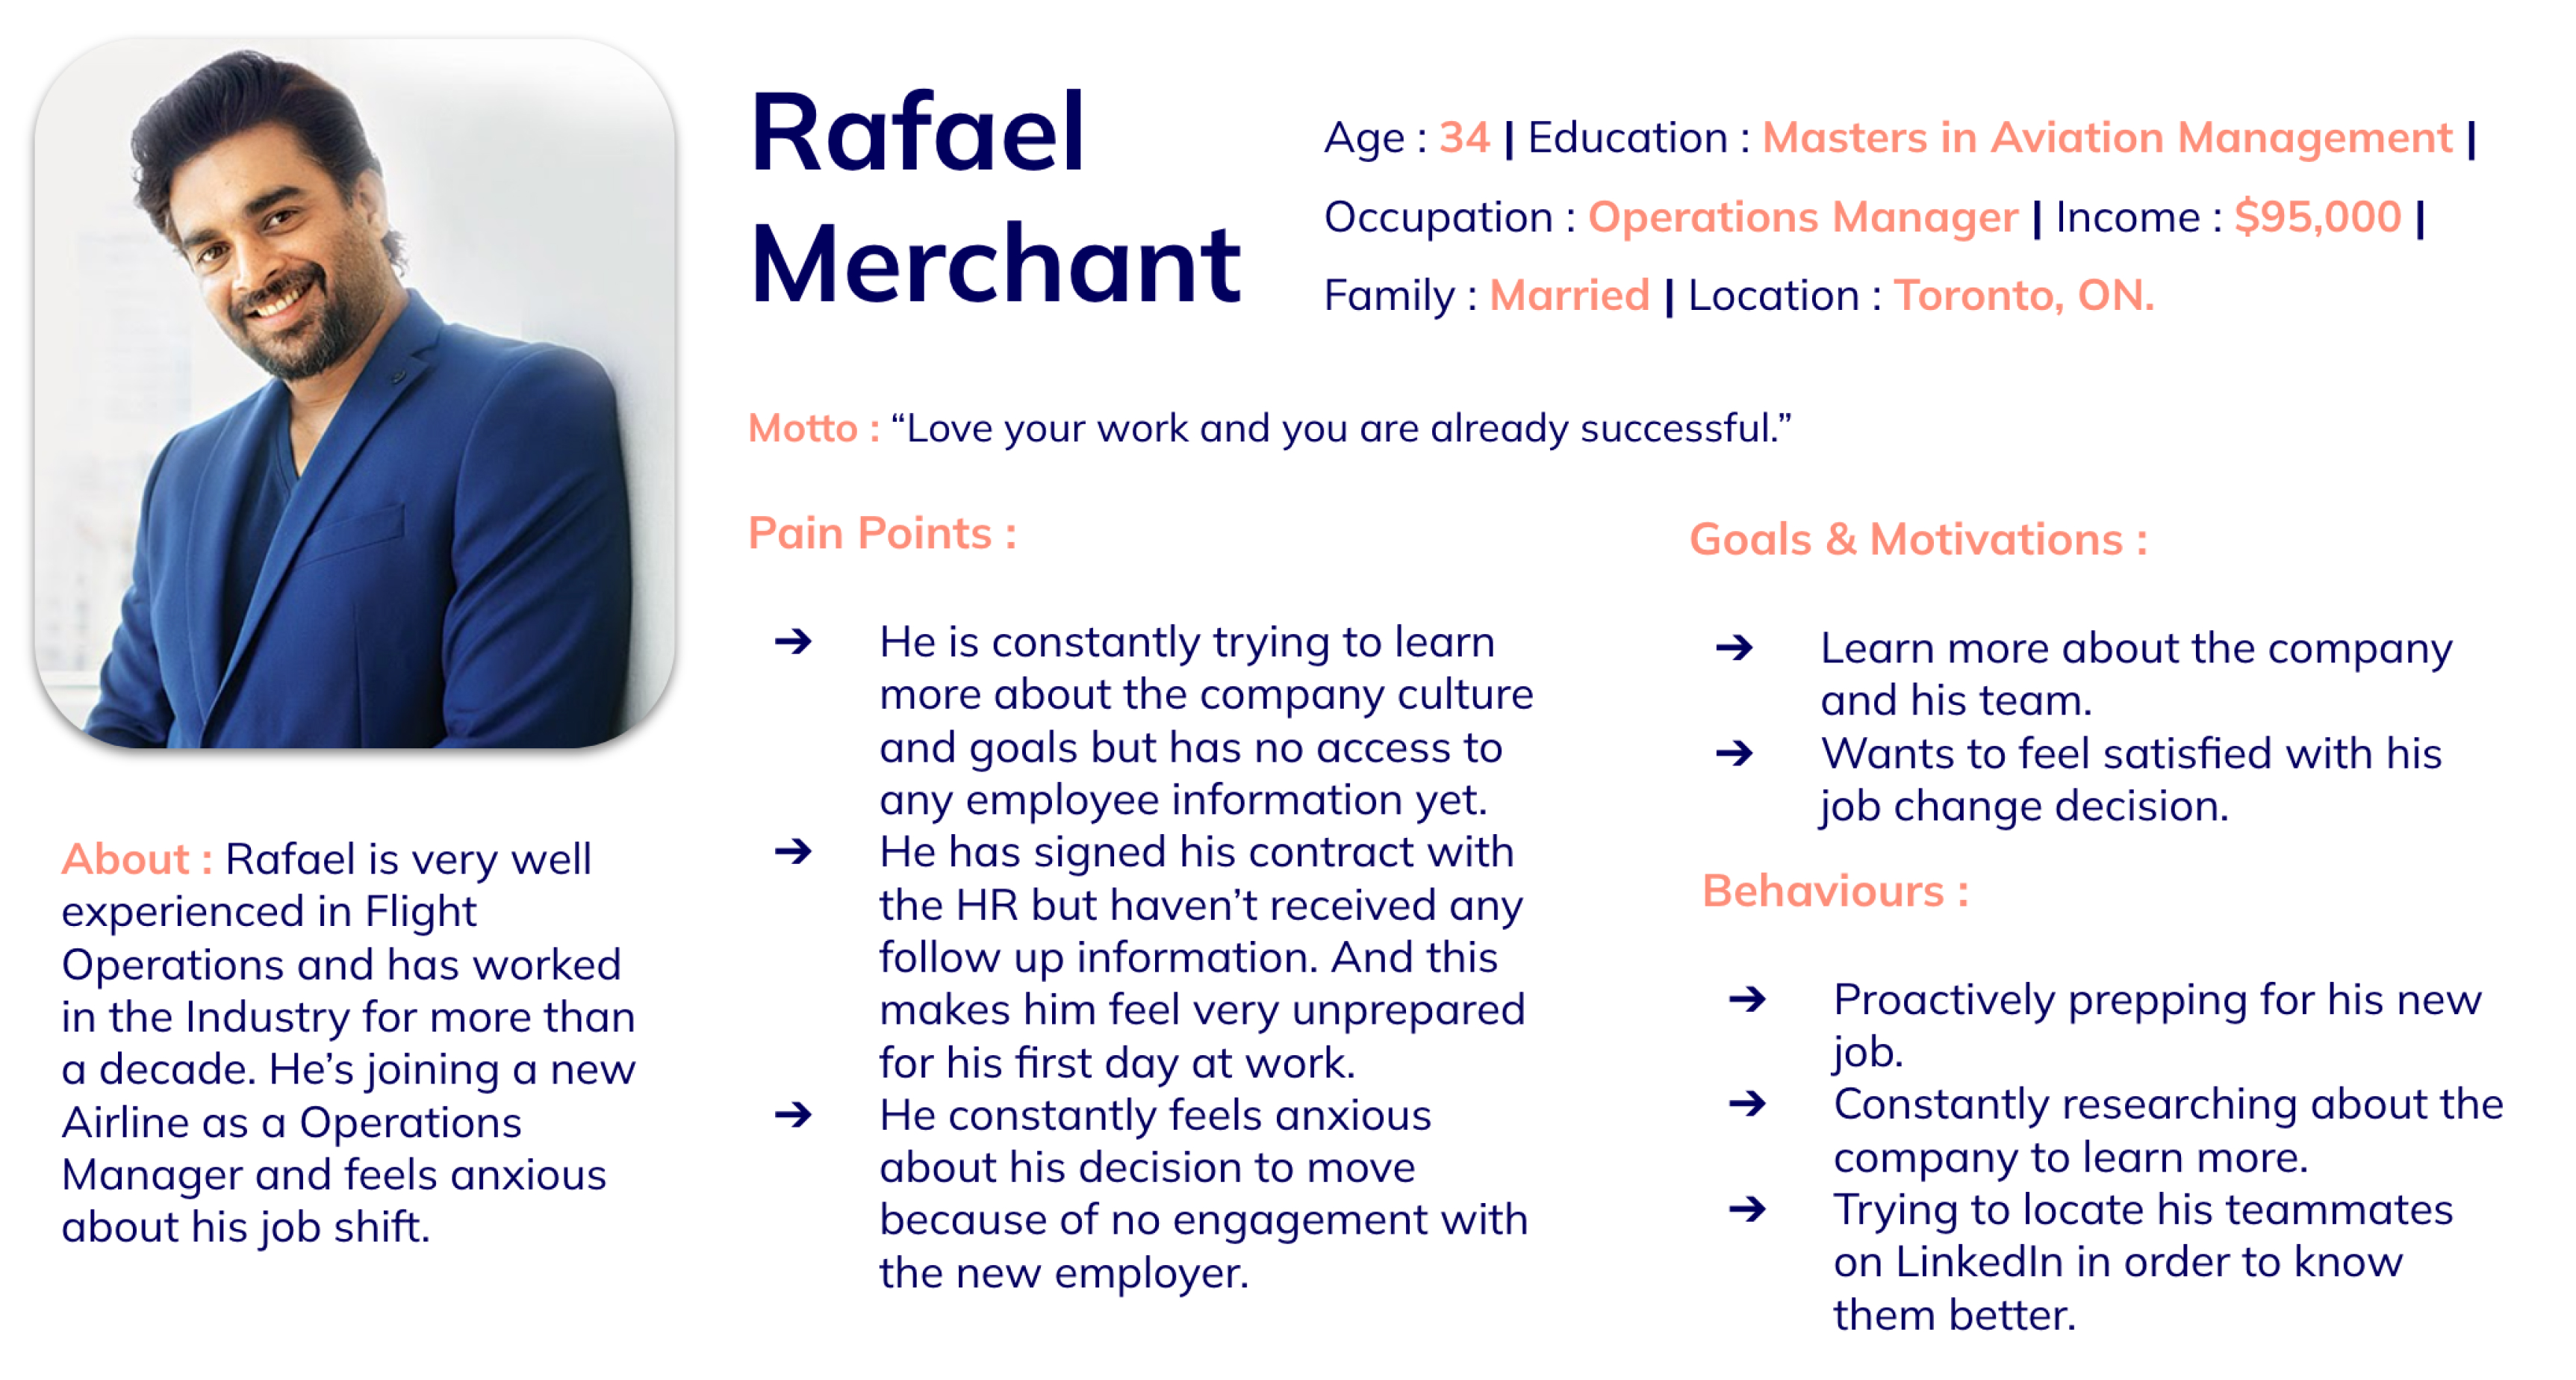 Rafael
Merchant
Age : 34 | Education : Masters in Aviation Management |
Occupation : Operations Manager | Income : $95,000 |
Family : Married | Location : Toronto, ON.
Motto : “Love your work and you are already successful.”
About : Rafael is very well
experienced in Flight
Operations and has worked
in the Industry for more than
a decade. He’s joining a new
Airline as a Operations
Manager and feels anxious
about his job shift.
Pain Points :
➔ He is constantly trying to learn
more about the company culture
and goals but has no access to
any employee information yet.
➔ He has signed his contract with
the HR but haven’t received any
follow up information. And this
makes him feel very unprepared
for his first day at work.
➔ He constantly feels anxious
about his decision to move
because of no engagement with
the new employer.
Goals & Motivations :
➔ Learn more about the company
and his team.
➔ Wants to feel satisfied with his
job change decision.
Behaviours :
➔ Proactively prepping for his new
job.
➔ Constantly researching about the
company to learn more.
➔ Trying to locate his teammates
on LinkedIn in order to know
them better.